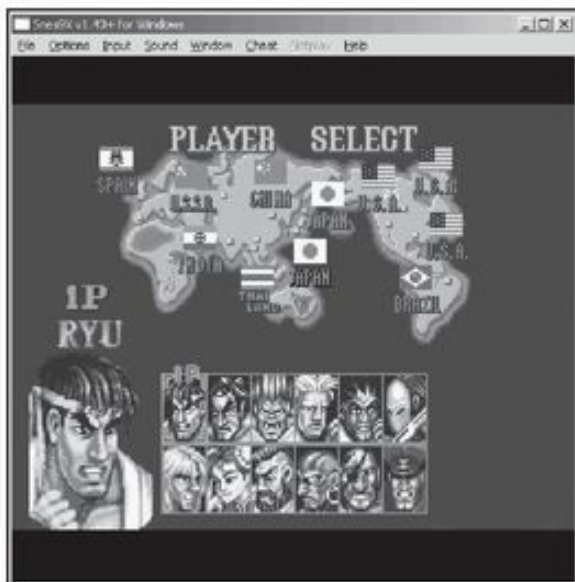 Snes9X v1.43+ for Windows
File Options Input Sound Window Cheat Netplay Help
PLAYER SELECT
SPAIN
U.S.S.R.
CHINA
JAPAN
U.S.A.
U.S.A.
U.S.A.
INDIA
JAPAN
THAI
LAND
BRAZIL
1P
RYU
1P